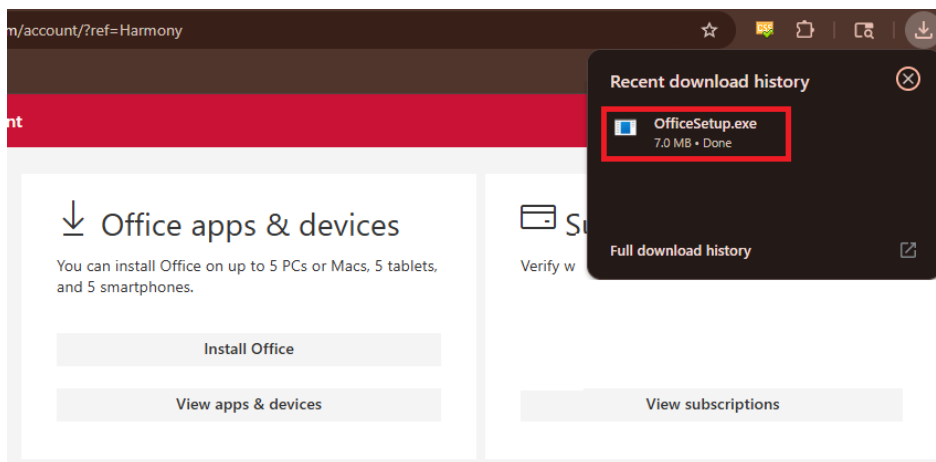 m/account/?ref=Harmony
CSS
Recent download history
nt
OfficeSetup.exe
7.0 MB • Done
Office apps & devices
Su
You can install Office on up to 5 PCs or Macs, 5 tablets,
and 5 smartphones.
Verify w
Full download history
Install Office
View apps & devices
View subscriptions